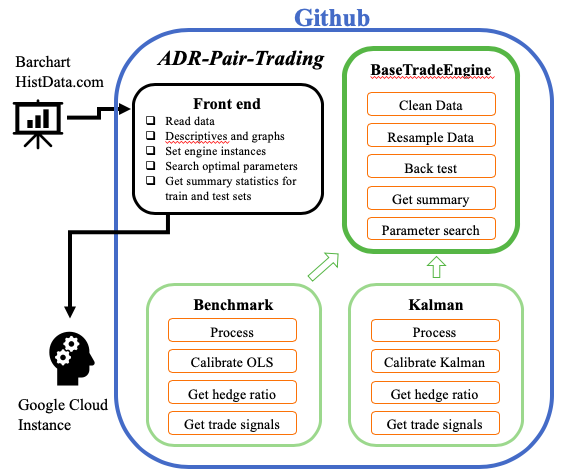 Github
Barchart
HistData.com
ADR-Pair-Trading
Front end
Read data
Descriptives and graphs
Set engine instances
Search optimal parameters
Get summary statistics for
train and test sets
BaseTradeEngine
Clean Data
Resample Data
Back test
Get summary
Parameter search
Benchmark
Process
Calibrate OLS
Get hedge ratio
Get trade signals
Kalman
Process
Calibrate Kalman
Get hedge ratio
Get trade signals
Google Cloud
Instance